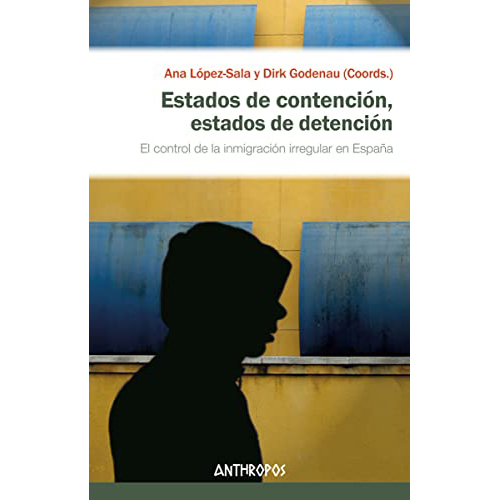 Ana López-Sala y Dirk Godenau (Coords.)
Estados de contención,
estados de detención
El control de la inmigración irregular en España
ANTHROPOS